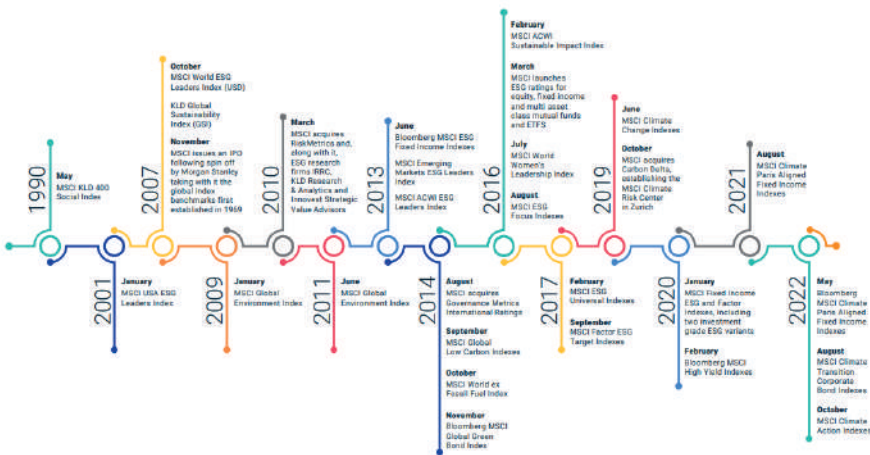 1990
May
MSCI KLD 400
Social Index
2001
January
MSCI USA ESG
Leaders Index
2007
October
MSCI World ESG
Leaders Index (USD)
KLD Global
Sustainability
Index (GSI)
November
MSCI issues an IPO
following spin off
by Morgan Stanley
taking with it the
global index
benchmarks first
established in 1969
2009
January
MSCI Global
Environment Index
2010
March
MSCI acquires
RiskMetrics and,
along with it,
ESG research
firms IRRC,
KLD Research
& Analytics and
Innovest Strategic
Value Advisors
2011
June
MSCI Global
Environment Index
2013
June
Bloomberg MSCI ESG
Fixed Income Indexes
MSCI Emerging
Markets ESG Leaders
Index
MSCI ACWI ESG
Leaders Index
2014
August
MSCI acquires
Governance Metrics
International Ratings
September
MSCI Global
Low Carbon Indexes
October
MSCI World ex
Fossil Fuel Index
November
Bloomberg MSCI
Global Green
Bond Index
2016
February
MSCI ACWI
Sustainable Impact Index
March
MSCI launches
ESG ratings for
equity, fixed income
and multi asset
class mutual funds
and ETFS
July
MSCI World
Women's
Leadership Index
August
MSCI ESG
Focus Indexes
2017
February
MSCI ESG
Universal Indexes
September
MSCI Factor ESG
Target Indexes
2019
June
MSCI Climate
Change Indexes
October
MSCI acquires
Carbon Delta,
establishing the
MSCI Climate
Risk Center
in Zurich
2020
January
MSCI Fixed Income
ESG and Factor
Indexes, including
two investment
grade ESG variants
February
Bloomberg MSCI
High Yield Indexes
2021
August
MSCI Climate
Paris Aligned
Fixed Income
Indexes
2022
May
Bloomberg
MSCI Climate
Paris Aligned
Fixed Income
Indexes
August
MSCI Climate
Transition
Corporate
Bond Indexes
October
MSCI Climate
Action Indexes